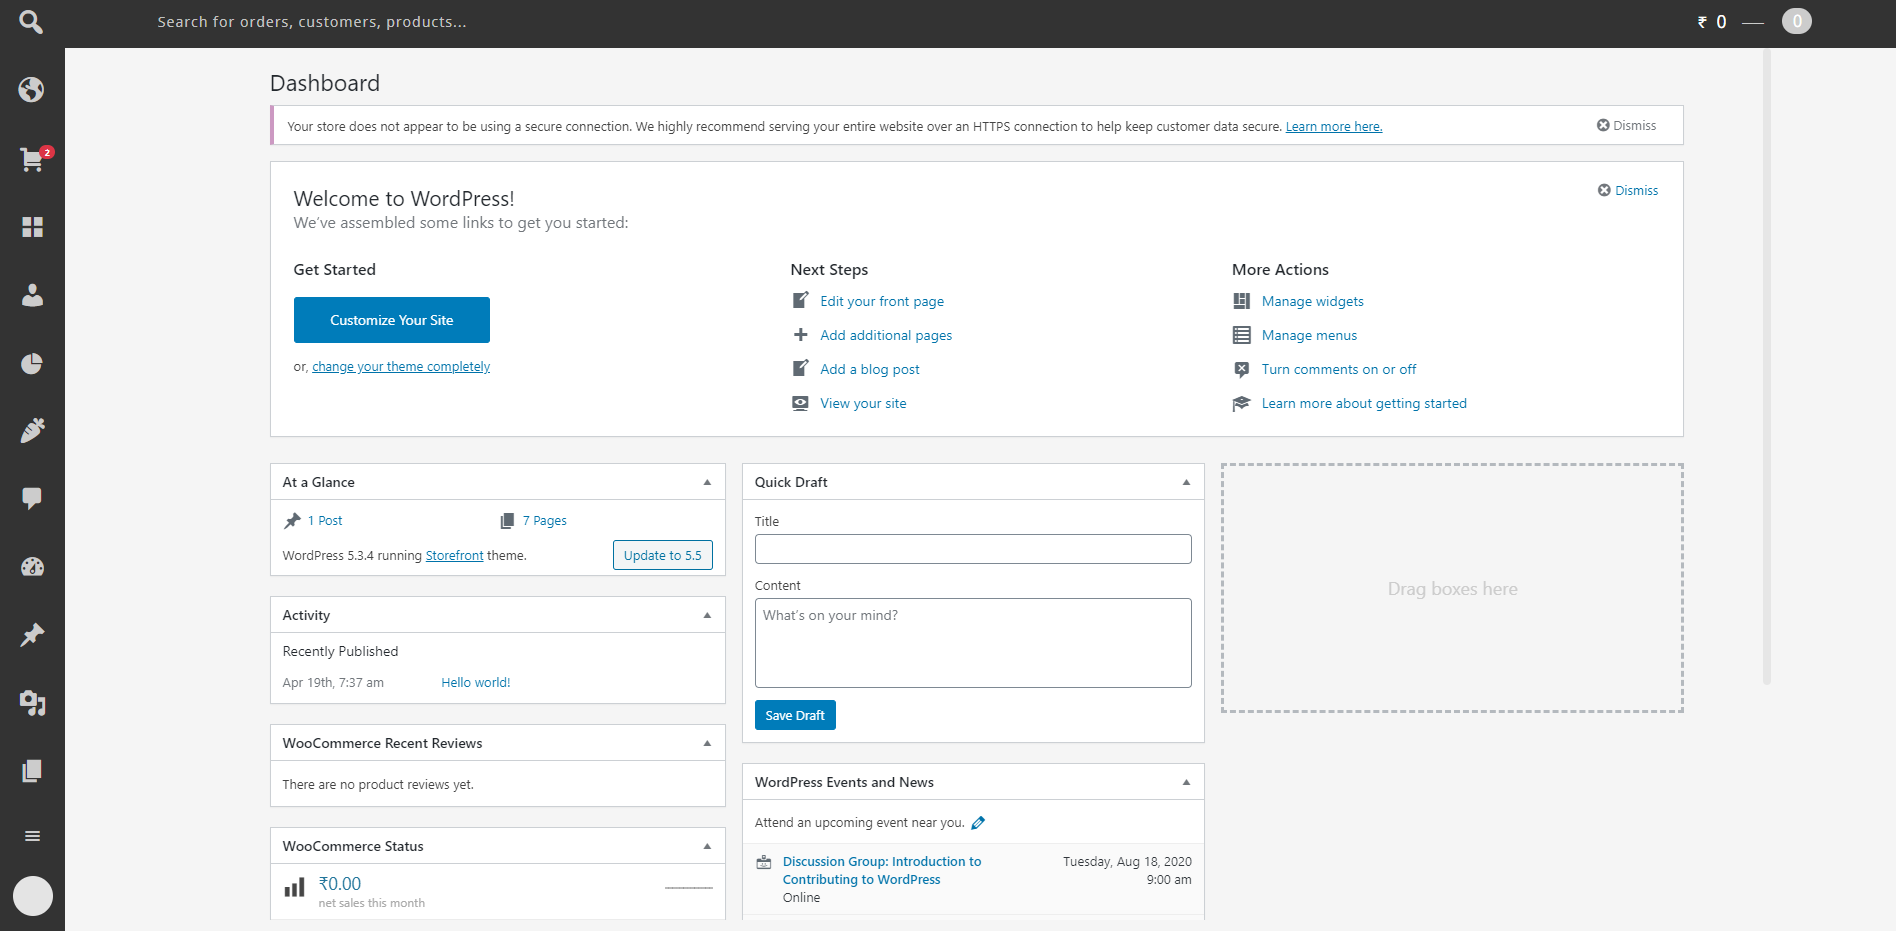 Search for orders, customers, products...
₹ 0
0
2
Dashboard
Your store does not appear to be using a secure connection. We highly recommend serving your entire website over an HTTPS connection to help keep customer data secure. Learn more here.
Dismiss
Welcome to WordPress!
Dismiss
We've assembled some links to get you started:
Get Started
Customize Your Site
or, change your theme completely
Next Steps
Edit your front page
Add additional pages
Add a blog post
View your site
More Actions
Manage widgets
Manage menus
Turn comments on or off
Learn more about getting started
At a Glance
1 Post
7 Pages
WordPress 5.3.4 running Storefront theme.
Update to 5.5
Activity
Recently Published
Apr 19th, 7:37 am
Hello world!
WooCommerce Recent Reviews
There are no product reviews yet.
WooCommerce Status
₹0.00
net sales this month
Quick Draft
Title
Content
What's on your mind?
Save Draft
WordPress Events and News
Attend an upcoming event near you.
Discussion Group: Introduction to
Contributing to WordPress
Online
Tuesday, Aug 18, 2020
9:00 am
Drag boxes here